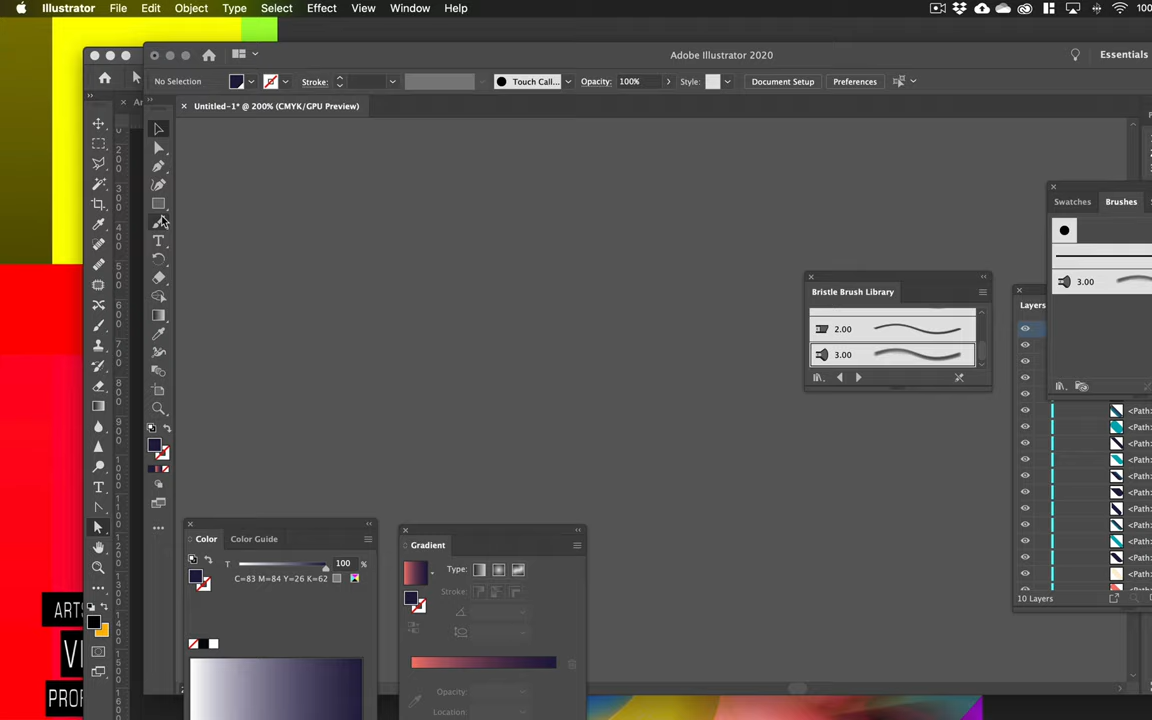 Illustrator File Edit Object Type Select Effect View Window Help
100
Adobe Illustrator 2020
Essentials
No Selection Stroke: Touch Call... Opacity: 100% Style: Document Setup Preferences
Untitled-1* @ 200% (CMYK/GPU Preview)
Swatches Brushes
3.00
Bristle Brush Library
2.00
3.00
Layers
<Path>
<Path>
<Path>
<Path>
<Path>
<Path>
<Path>
<Path>
<Path>
<Path>
<Path>
<Path>
10 Layers
Color Color Guide
T 100 %
C=83 M=84 Y=26 K=62
Gradient
Type:
Stroke:
Opacity:
Location:
ARTS
VI
PROF